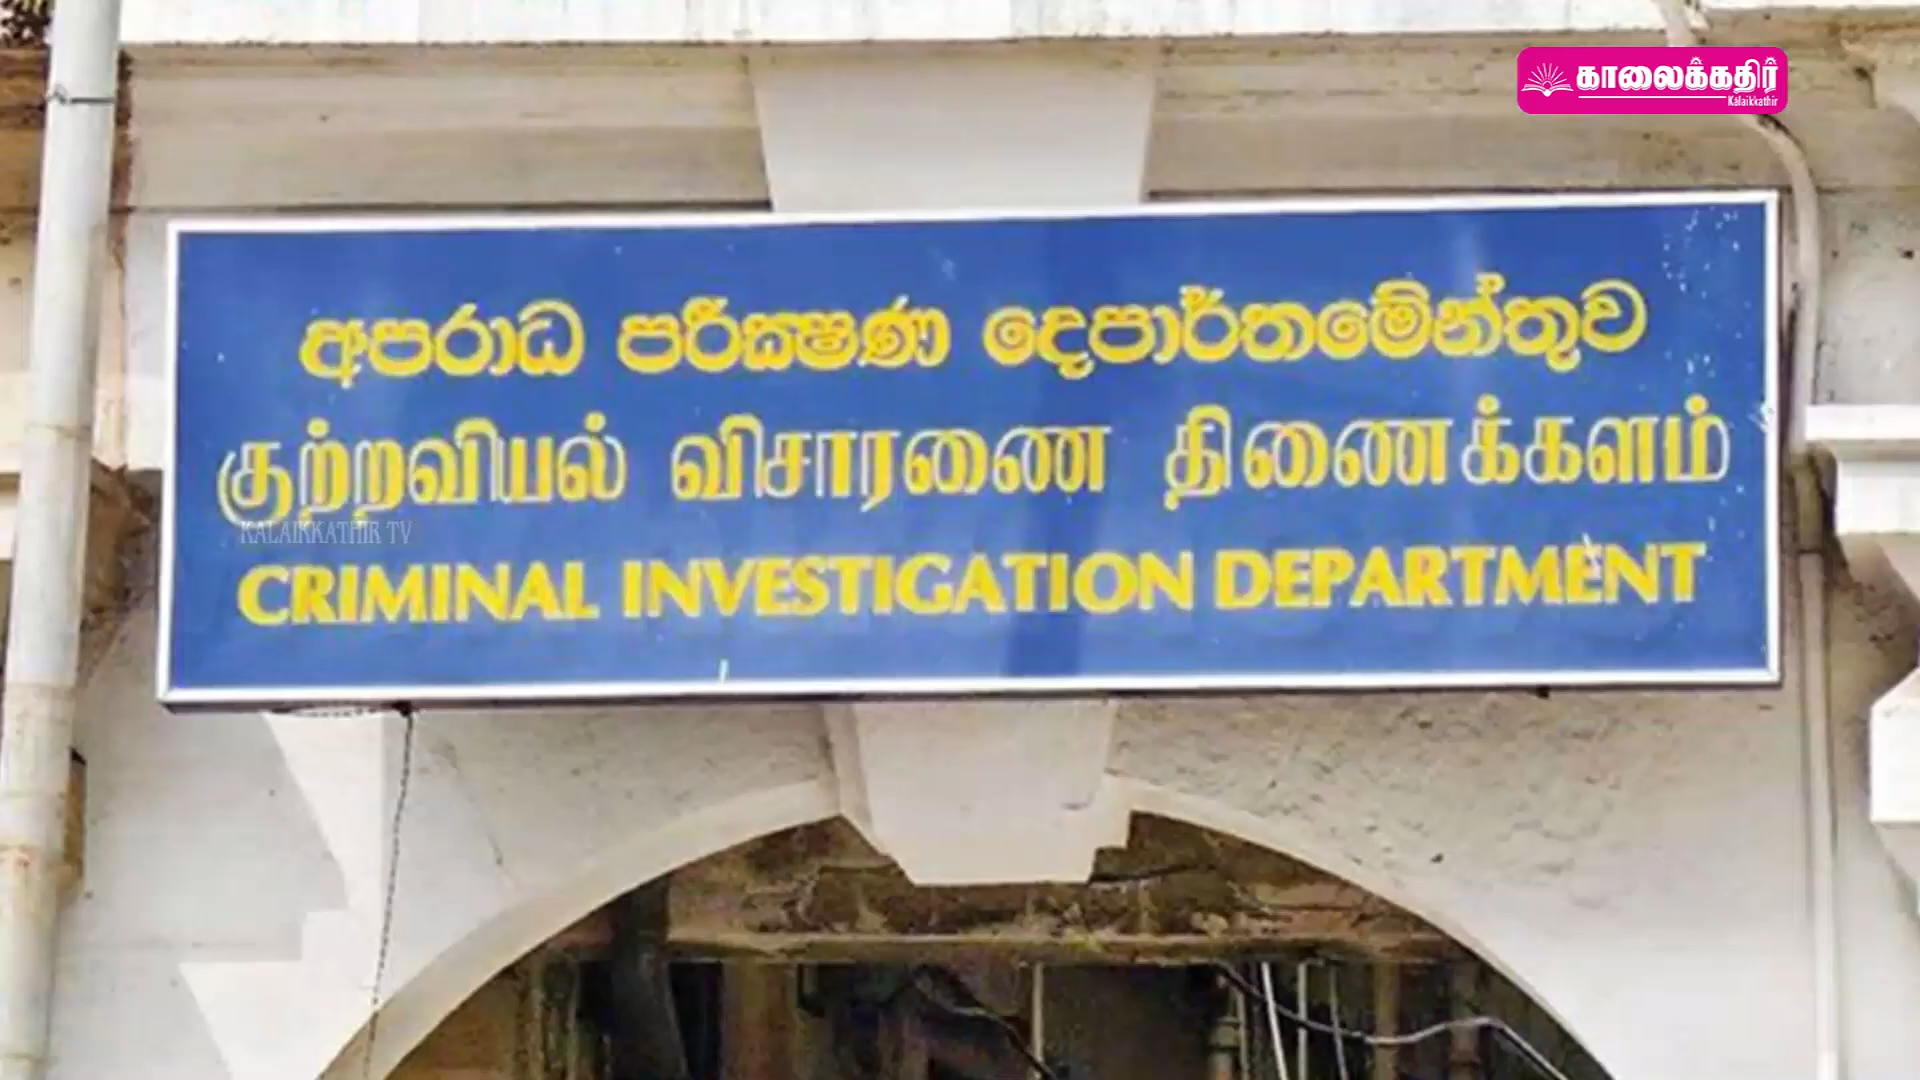 காலைக்கதிர்
Kalaikkathir
අපරාධ පරීක්ෂණ දෙපාර්තමේන්තුව
குற்றவியல் விசாரணை திணைக்களம்
KALAIKKATHIR TV
CRIMINAL INVESTIGATION DEPARTMENT